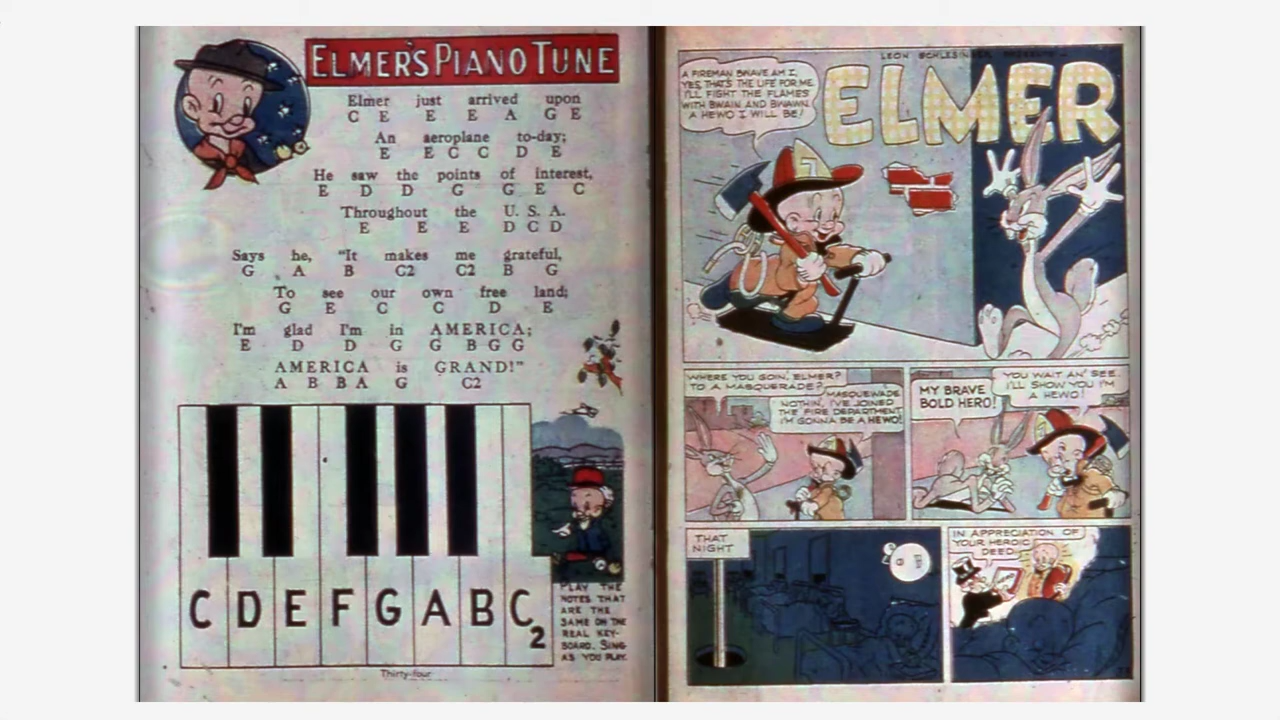 ELMER'S PIANO TUNE
Elmer just arrived upon
C E E E A G E
An aeroplane to-day;
E E C C D E
He saw the points of interest,
E D D G G E C
Throughout the U. S. A.
E E E D C D
Says he, "It makes me grateful,
G A B C2 C2 B G
To see our own free land;
G E C C D E
I'm glad I'm in AMERICA;
E D D G G B G G
AMERICA is GRAND!"
A B B A G C2
C D E F G A B C2
PLAY THE
NOTES THAT
ARE THE
SAME ON THE
REAL KEY-
BOARD. SING
AS YOU PLAY.
Thirty-four
LEON SCHLESINGER
ELMER
A FIREMAN BWAVE AM I,
YES, THAT'S THE LIFE FOR ME.
I'LL FIGHT THE FLAMES
WITH BWAIN AND BWAWN.
A HEWO I WILL BE!
7
WHERE YOU GOIN', ELMER?
TO A MASQUERADE?
MASQUEWADE
NOTHIN', I'VE JOINED
THE FIRE DEPARTMENT.
I'M GONNA BE A HEWO!
MY BRAVE
BOLD HERO!
YOU WAIT AN' SEE
I'LL SHOW YOU I'M
A HEWO!
THAT
NIGHT
IN APPRECIATION OF
YOUR HEROIC
DEED